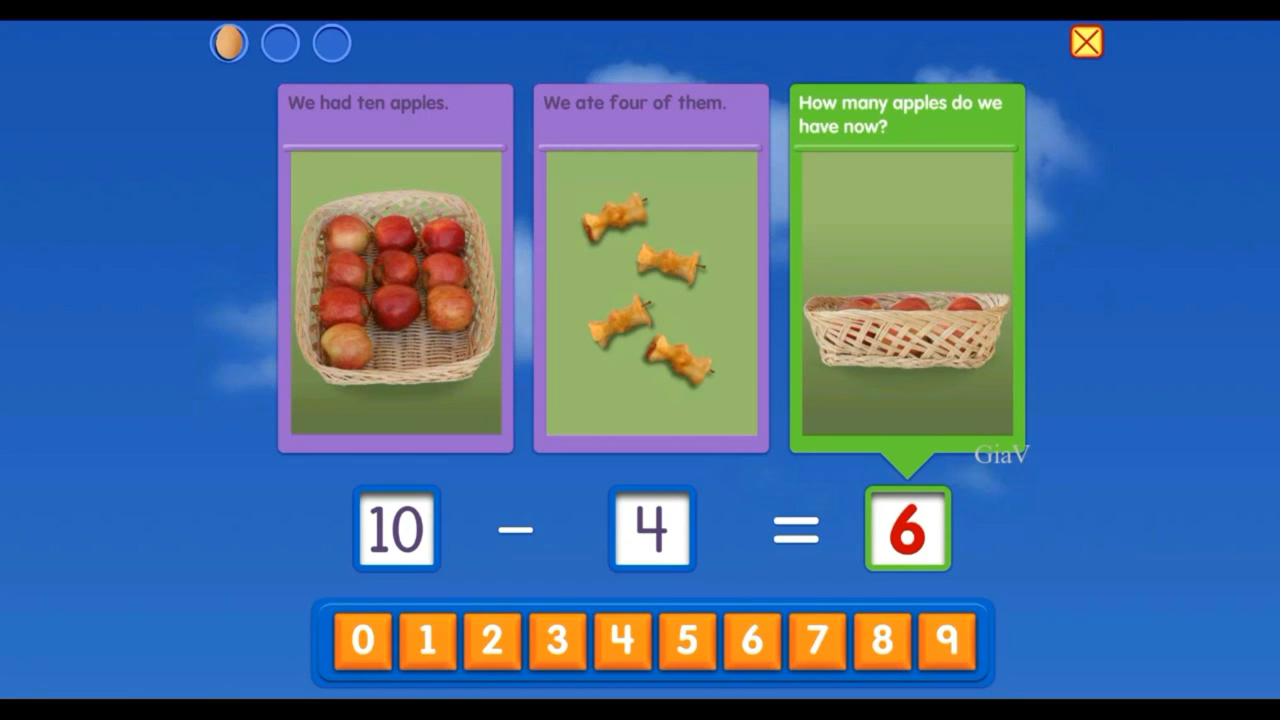 We had ten apples.
We ate four of them.
How many apples do we
have now?
GiaV
10 – 4 = 6
0 1 2 3 4 5 6 7 8 9